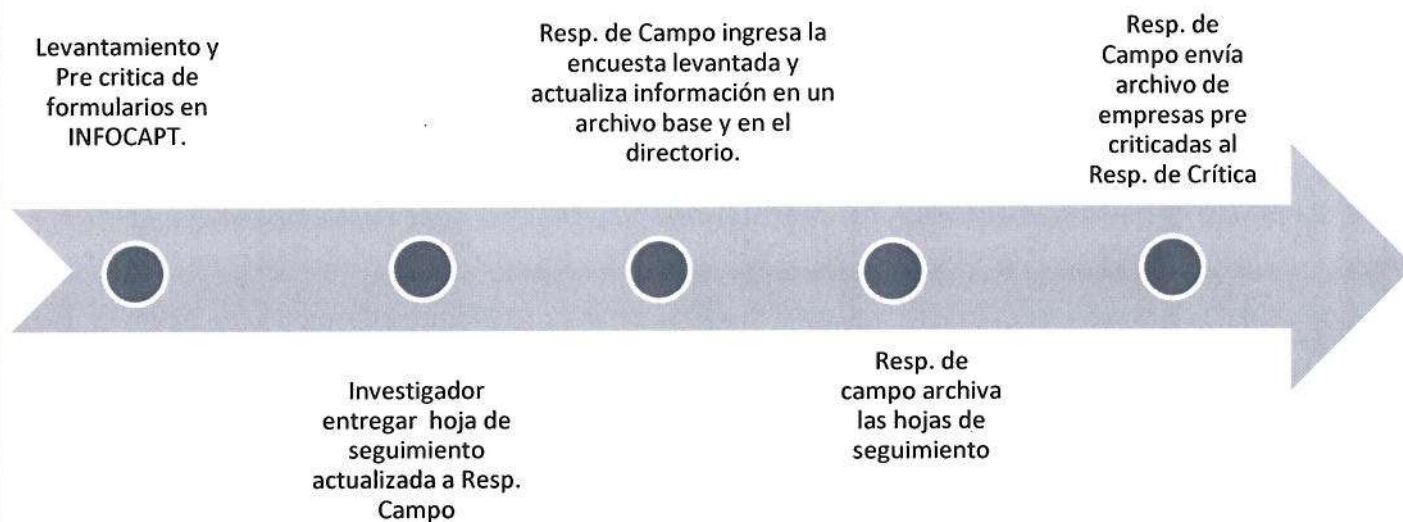 Levantamiento y
Pre critica de
formularios en
INFOCAPT.
Investigador
entregar hoja de
seguimiento
actualizada a Resp.
Campo
Resp. de Campo ingresa la
encuesta levantada y
actualiza información en un
archivo base y en el
directorio.
Resp. de
campo archiva
las hojas de
seguimiento
Resp. de
Campo envía
archivo de
empresas pre
criticadas al
Resp. de Crítica